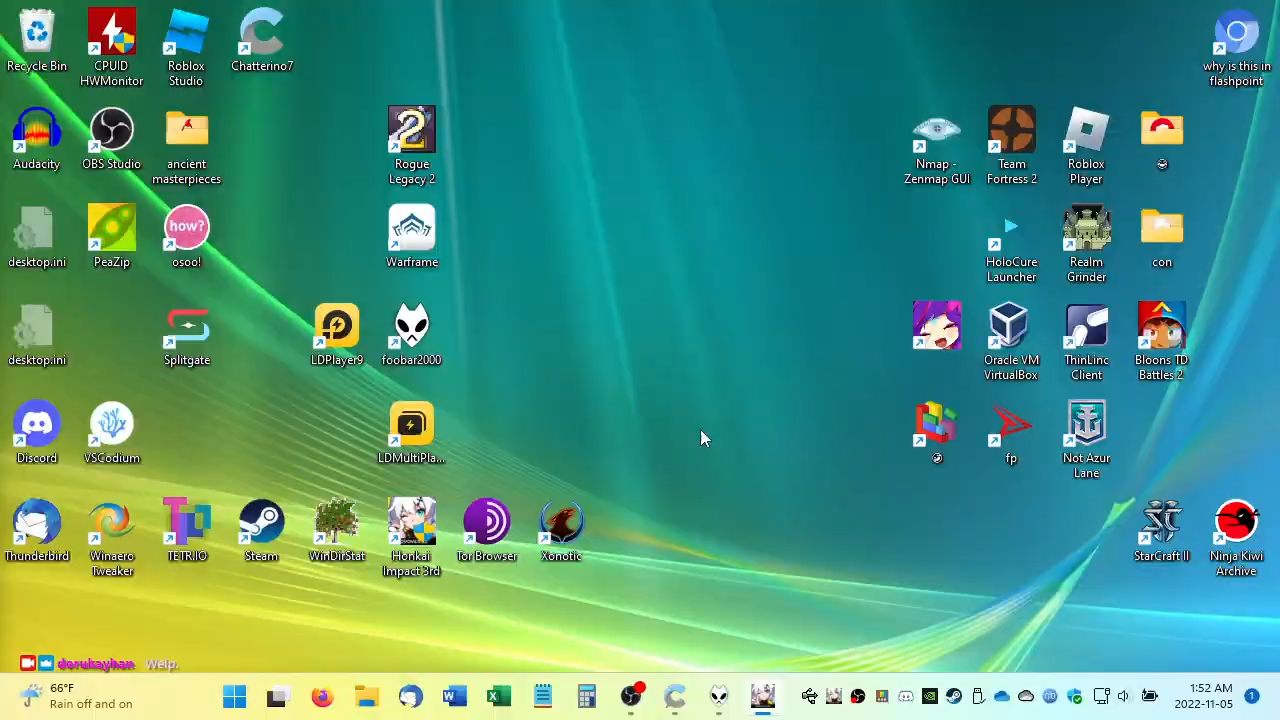 Recycle Bin
CPUID
HWMonitor
Roblox
Studio
Chatterino7
why is this in
flashpoint
Audacity
OBS Studio
ancient
masterpieces
2
Rogue
Legacy 2
Nmap -
Zenmap GUI
Team
Fortress 2
Roblox
Player
desktop.ini
PeaZip
how?
osoo!
Warframe
HoloCure
Launcher
Realm
Grinder
con
desktop.ini
Splitgate
LDPlayer9
foobar2000
Oracle VM
VirtualBox
ThinLinc
Client
Bloons TD
Battles 2
Discord
VSCodium
LDMultiPla...
fp
Not Azur
Lane
Thunderbird
Winaero
Tweaker
TETR.IO
Steam
WinDirStat
Honkai
Impact 3rd
Tor Browser
Xonotic
StarCraft II
Ninja Kiwi
Archive
dorukayhan Welp.
66°F
Rain off and on
1:52 AM
2022-11-05
1